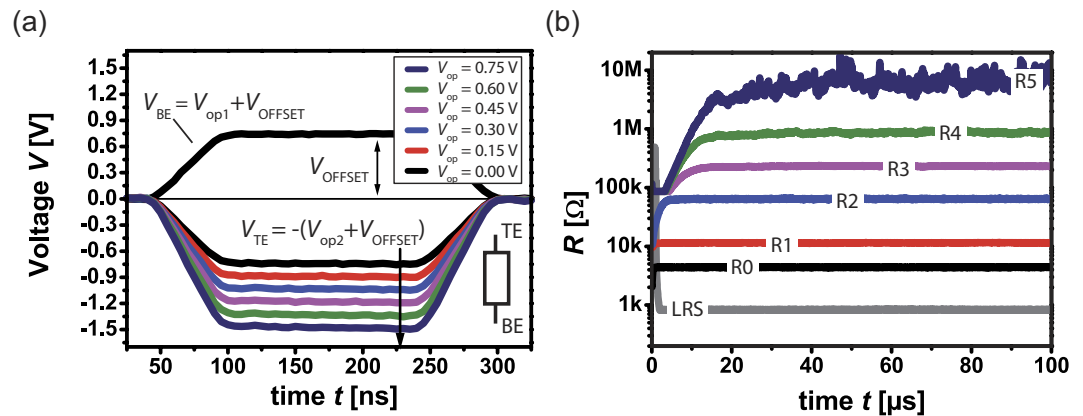 (a)
Voltage V [V]
1.5
1.2
0.9
0.6
0.3
0.0
-0.3
-0.6
-0.9
-1.2
-1.5
V_BE = V_op1+V_OFFSET
V_OFFSET
V_op = 0.75 V
V_op = 0.60 V
V_op = 0.45 V
V_op = 0.30 V
V_op = 0.15 V
V_op = 0.00 V
V_TE = -(V_op2+V_OFFSET)
TE
BE
50 100 150 200 250 300
time t [ns]
(b)
R [Ω]
10M
1M
100k
10k
1k
R5
R4
R3
R2
R1
R0
LRS
0 20 40 60 80 100
time t [µs]